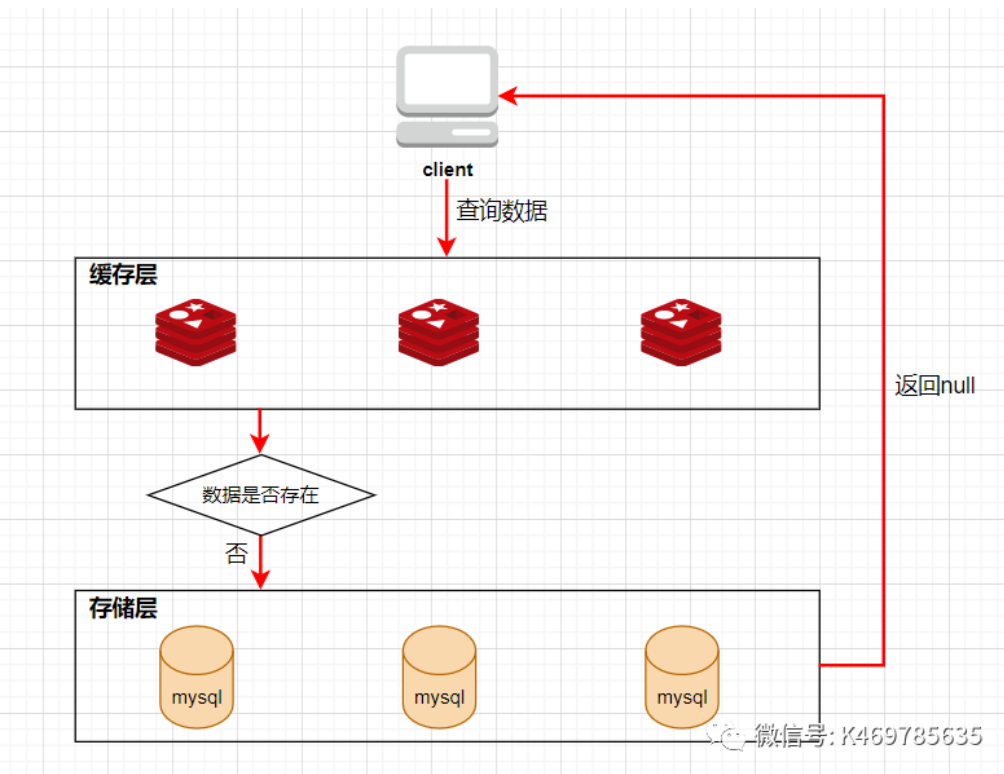 client
查询数据
缓存层
返回null
数据是否存在
否
存储层
mysql
mysql
mysql
微信号: K469785635